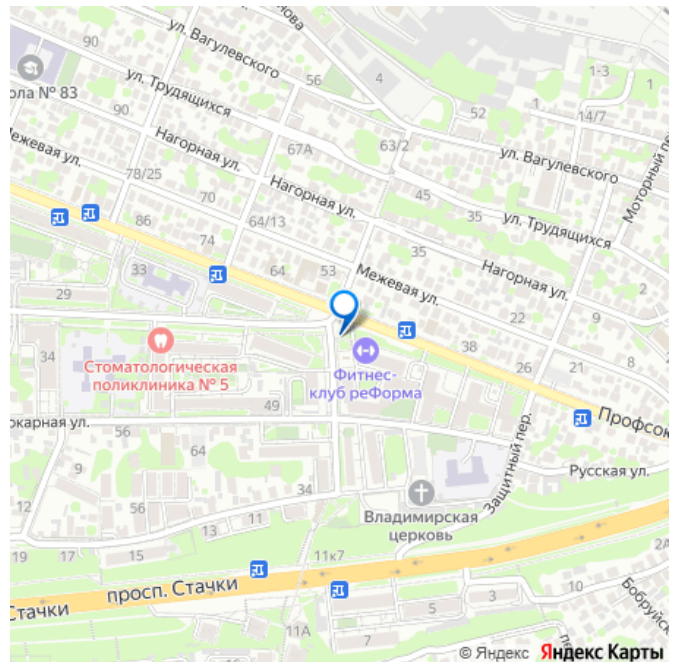 нова
90
ул. Вагулевского
4
56
1-3
1
ола № 83
ул. Трудящихся
1
14/7
52
90
Межевая ул.
Нагорная ул.
67А
63/2
ул. Вагулевского
Моторный пер.
78/25
70
Нагорная ул.
45
35
ул. Трудящихся
86
64/13
74
35
Нагорная ул.
33
64
53
Межевая ул.
29
22
8
38
21
34
Стоматологическая
поликлиника № 5
26
Фитнес-
клуб реФорма
49
Профсок
окарная ул.
56
64
9
Защитный пер.
Русская ул.
34
12
56
Владимирская
церковь
13
11
19
17
15
11к7
2А
просп. Стачки
Стачки
10
Бобруйск
3
5
11А
7
© Яндекс Яндекс Карты